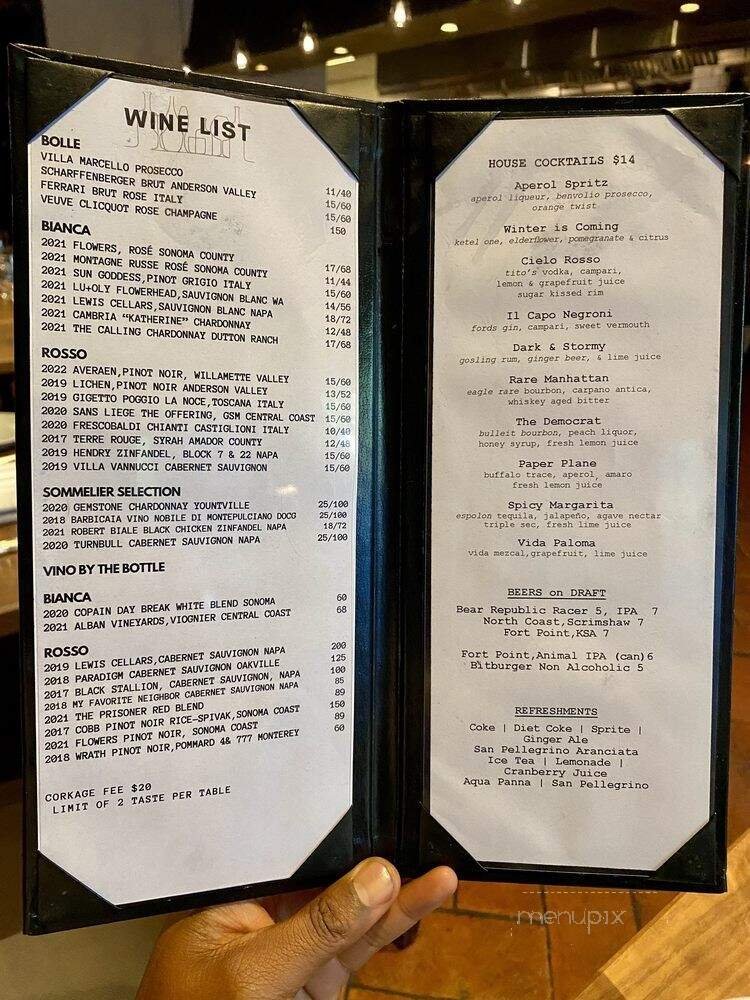 WINE LIST
BOLLE
VILLA MARCELLO PROSECCO 11/40
SCHARFFENBERGER BRUT ANDERSON VALLEY 15/60
FERRARI BRUT ROSE ITALY 15/60
VEUVE CLICQUOT ROSE CHAMPAGNE 150
BIANCA
2021 FLOWERS, ROSÉ SONOMA COUNTY 17/68
2021 MONTAGNE RUSSE ROSÉ SONOMA COUNTY 11/44
2021 SUN GODDESS,PINOT GRIGIO ITALY 15/60
2021 LU+OLY FLOWERHEAD,SAUVIGNON BLANC WA 14/56
2021 LEWIS CELLARS,SAUVIGNON BLANC NAPA 18/72
2021 CAMBRIA “KATHERINE” CHARDONNAY 12/48
2021 THE CALLING CHARDONNAY DUTTON RANCH 17/68
ROSSO
2022 AVERAEN,PINOT NOIR, WILLAMETTE VALLEY 15/60
2019 LICHEN,PINOT NOIR ANDERSON VALLEY 13/52
2019 GIGETTO POGGIO LA NOCE,TOSCANA ITALY 15/60
2020 SANS LIEGE THE OFFERING, GSM CENTRAL COAST 15/60
2020 FRESCOBALDI CHIANTI CASTIGLIONI ITALY 10/40
2017 TERRE ROUGE, SYRAH AMADOR COUNTY 12/48
2019 HENDRY ZINFANDEL, BLOCK 7 & 22 NAPA 15/60
2019 VILLA VANNUCCI CABERNET SAUVIGNON 15/60
SOMMELIER SELECTION
2020 GEMSTONE CHARDONNAY YOUNTVILLE 25/100
2018 BARBICAIA VINO NOBILE DI MONTEPULCIANO DOCG 25/100
2021 ROBERT BIALE BLACK CHICKEN ZINFANDEL NAPA 18/72
2020 TURNBULL CABERNET SAUVIGNON NAPA 25/100
VINO BY THE BOTTLE
BIANCA
2020 COPAIN DAY BREAK WHITE BLEND SONOMA 60
2021 ALBAN VINEYARDS,VIOGNIER CENTRAL COAST 68
ROSSO
2019 LEWIS CELLARS,CABERNET SAUVIGNON NAPA 200
2018 PARADIGM CABERNET SAUVIGNON OAKVILLE 125
2017 BLACK STALLION, CABERNET SAUVIGNON, NAPA 100
2018 MY FAVORITE NEIGHBOR CABERNET SAUVIGNON NAPA 85
2021 THE PRISONER RED BLEND 89
2017 COBB PINOT NOIR RICE-SPIVAK,SONOMA COAST 150
2021 FLOWERS PINOT NOIR, SONOMA COAST 89
2018 WRATH PINOT NOIR,POMMARD 4& 777 MONTEREY 60
CORKAGE FEE $20
LIMIT OF 2 TASTE PER TABLE
HOUSE COCKTAILS $14
Aperol Spritz
aperol liqueur, benvolio prosecco,
orange twist
Winter is Coming
ketel one, elderflower, pomegranate & citrus
Cielo Rosso
tito's vodka, campari,
lemon & grapefruit juice
sugar kissed rim
Il Capo Negroni
fords gin, campari, sweet vermouth
Dark & Stormy
gosling rum, ginger beer, & lime juice
Rare Manhattan
eagle rare bourbon, carpano antica,
whiskey aged bitter
The Democrat
bulleit bourbon, peach liquor,
honey syrup, fresh lemon juice
Paper Plane
buffalo trace, aperol, amaro
fresh lemon juice
Spicy Margarita
espolon tequila, jalapeño, agave nectar
triple sec, fresh lime juice
Vida Paloma
vida mezcal,grapefruit, lime juice
BEERS on DRAFT
Bear Republic Racer 5, IPA 7
North Coast,Scrimshaw 7
Fort Point,KSA 7
Fort Point,Animal IPA (can)6
Bitburger Non Alcoholic 5
REFRESHMENTS
Coke | Diet Coke | Sprite |
Ginger Ale
San Pellegrino Aranciata
Ice Tea | Lemonade |
Cranberry Juice
Aqua Panna | San Pellegrino
menupix